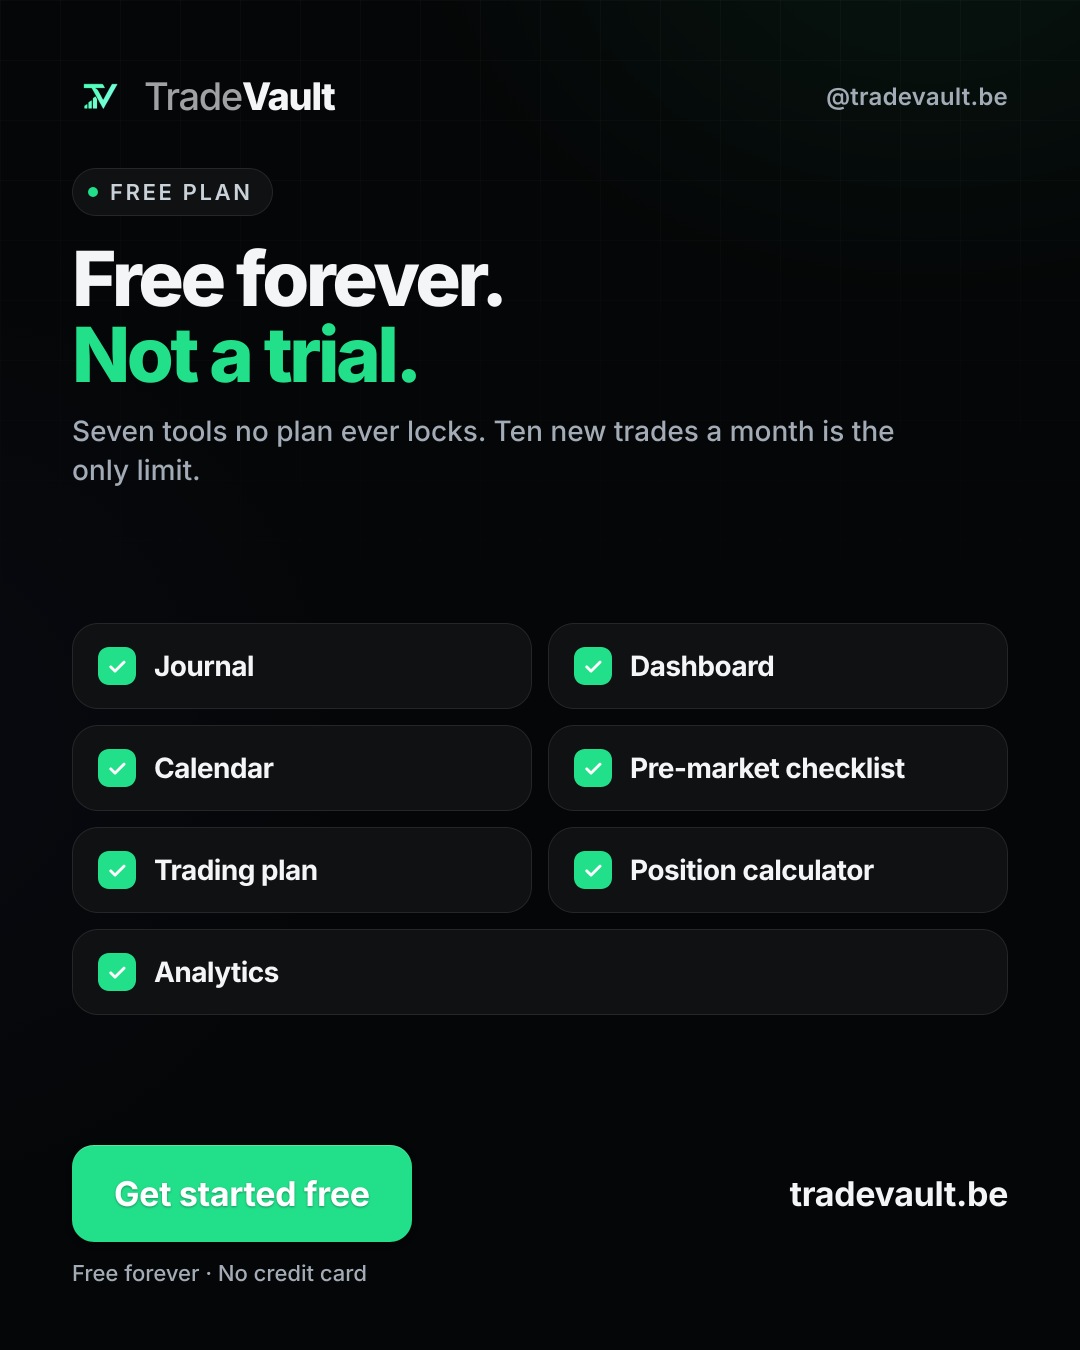 TradeVault
@tradevault.be
FREE PLAN
Free forever.
Not a trial.
Seven tools no plan ever locks. Ten new trades a month is the
only limit.
Journal
Dashboard
Calendar
Pre-market checklist
Trading plan
Position calculator
Analytics
Get started free
tradevault.be
Free forever · No credit card